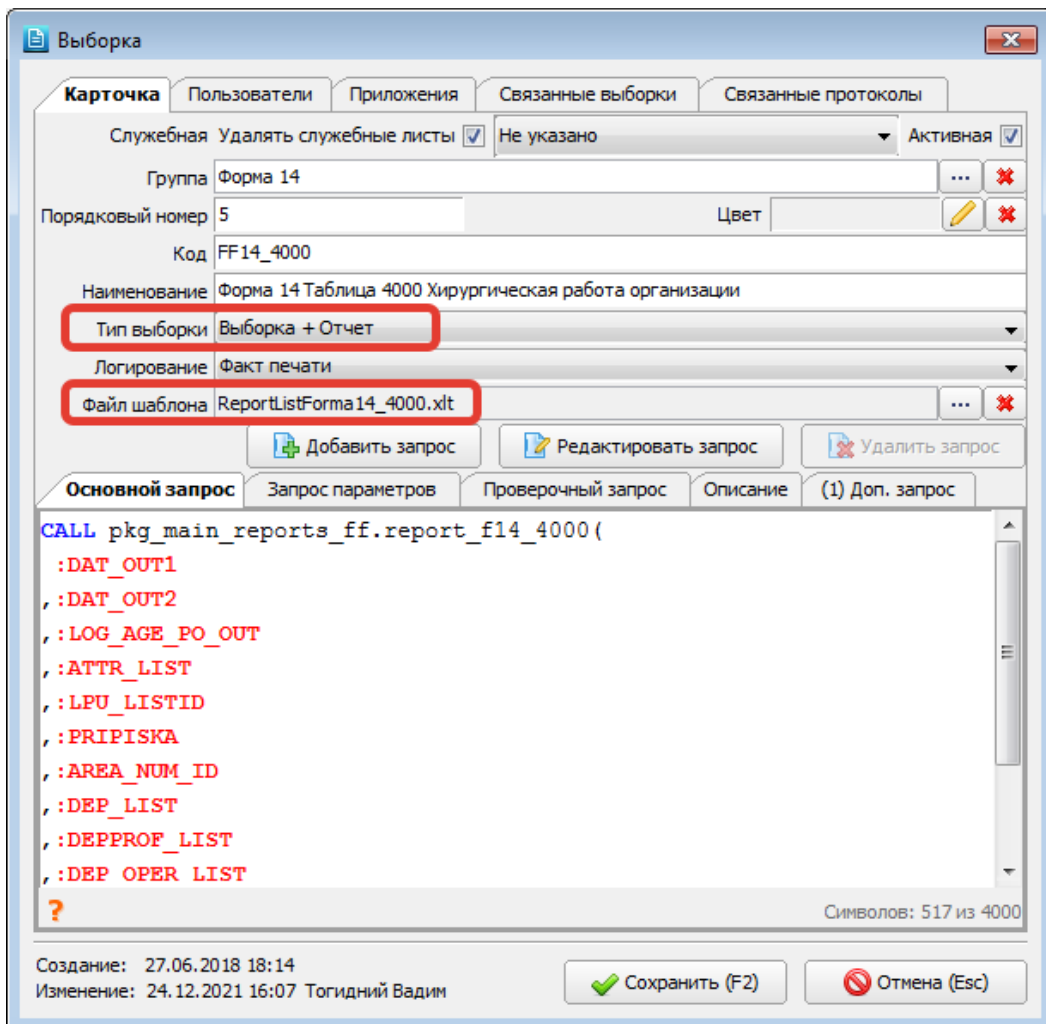 Выборка
Карточка Пользователи Приложения Связанные выборки Связанные протоколы
Служебная Удалять служебные листы Не указано Активная
Группа Форма 14 ...
Порядковый номер 5 Цвет
Код FF14_4000
Наименование Форма 14 Таблица 4000 Хирургическая работа организации
Тип выборки Выборка + Отчет
Логирование Факт печати
Файл шаблона ReportListForma14_4000.xlt ...
Добавить запрос Редактировать запрос Удалить запрос
Основной запрос Запрос параметров Проверочный запрос Описание (1) Доп. запрос
CALL pkg_main_reports_ff.report_f14_4000(
:DAT_OUT1
,:DAT_OUT2
,:LOG_AGE_PO_OUT
,:ATTR_LIST
,:LPU_LISTID
,:PRIPISKA
,:AREA_NUM_ID
,:DEP_LIST
,:DEPPROF_LIST
,:DEP_OPER_LIST
? Символов: 517 из 4000
Создание: 27.06.2018 18:14
Изменение: 24.12.2021 16:07 Тогидний Вадим
Сохранить (F2) Отмена (Esc)